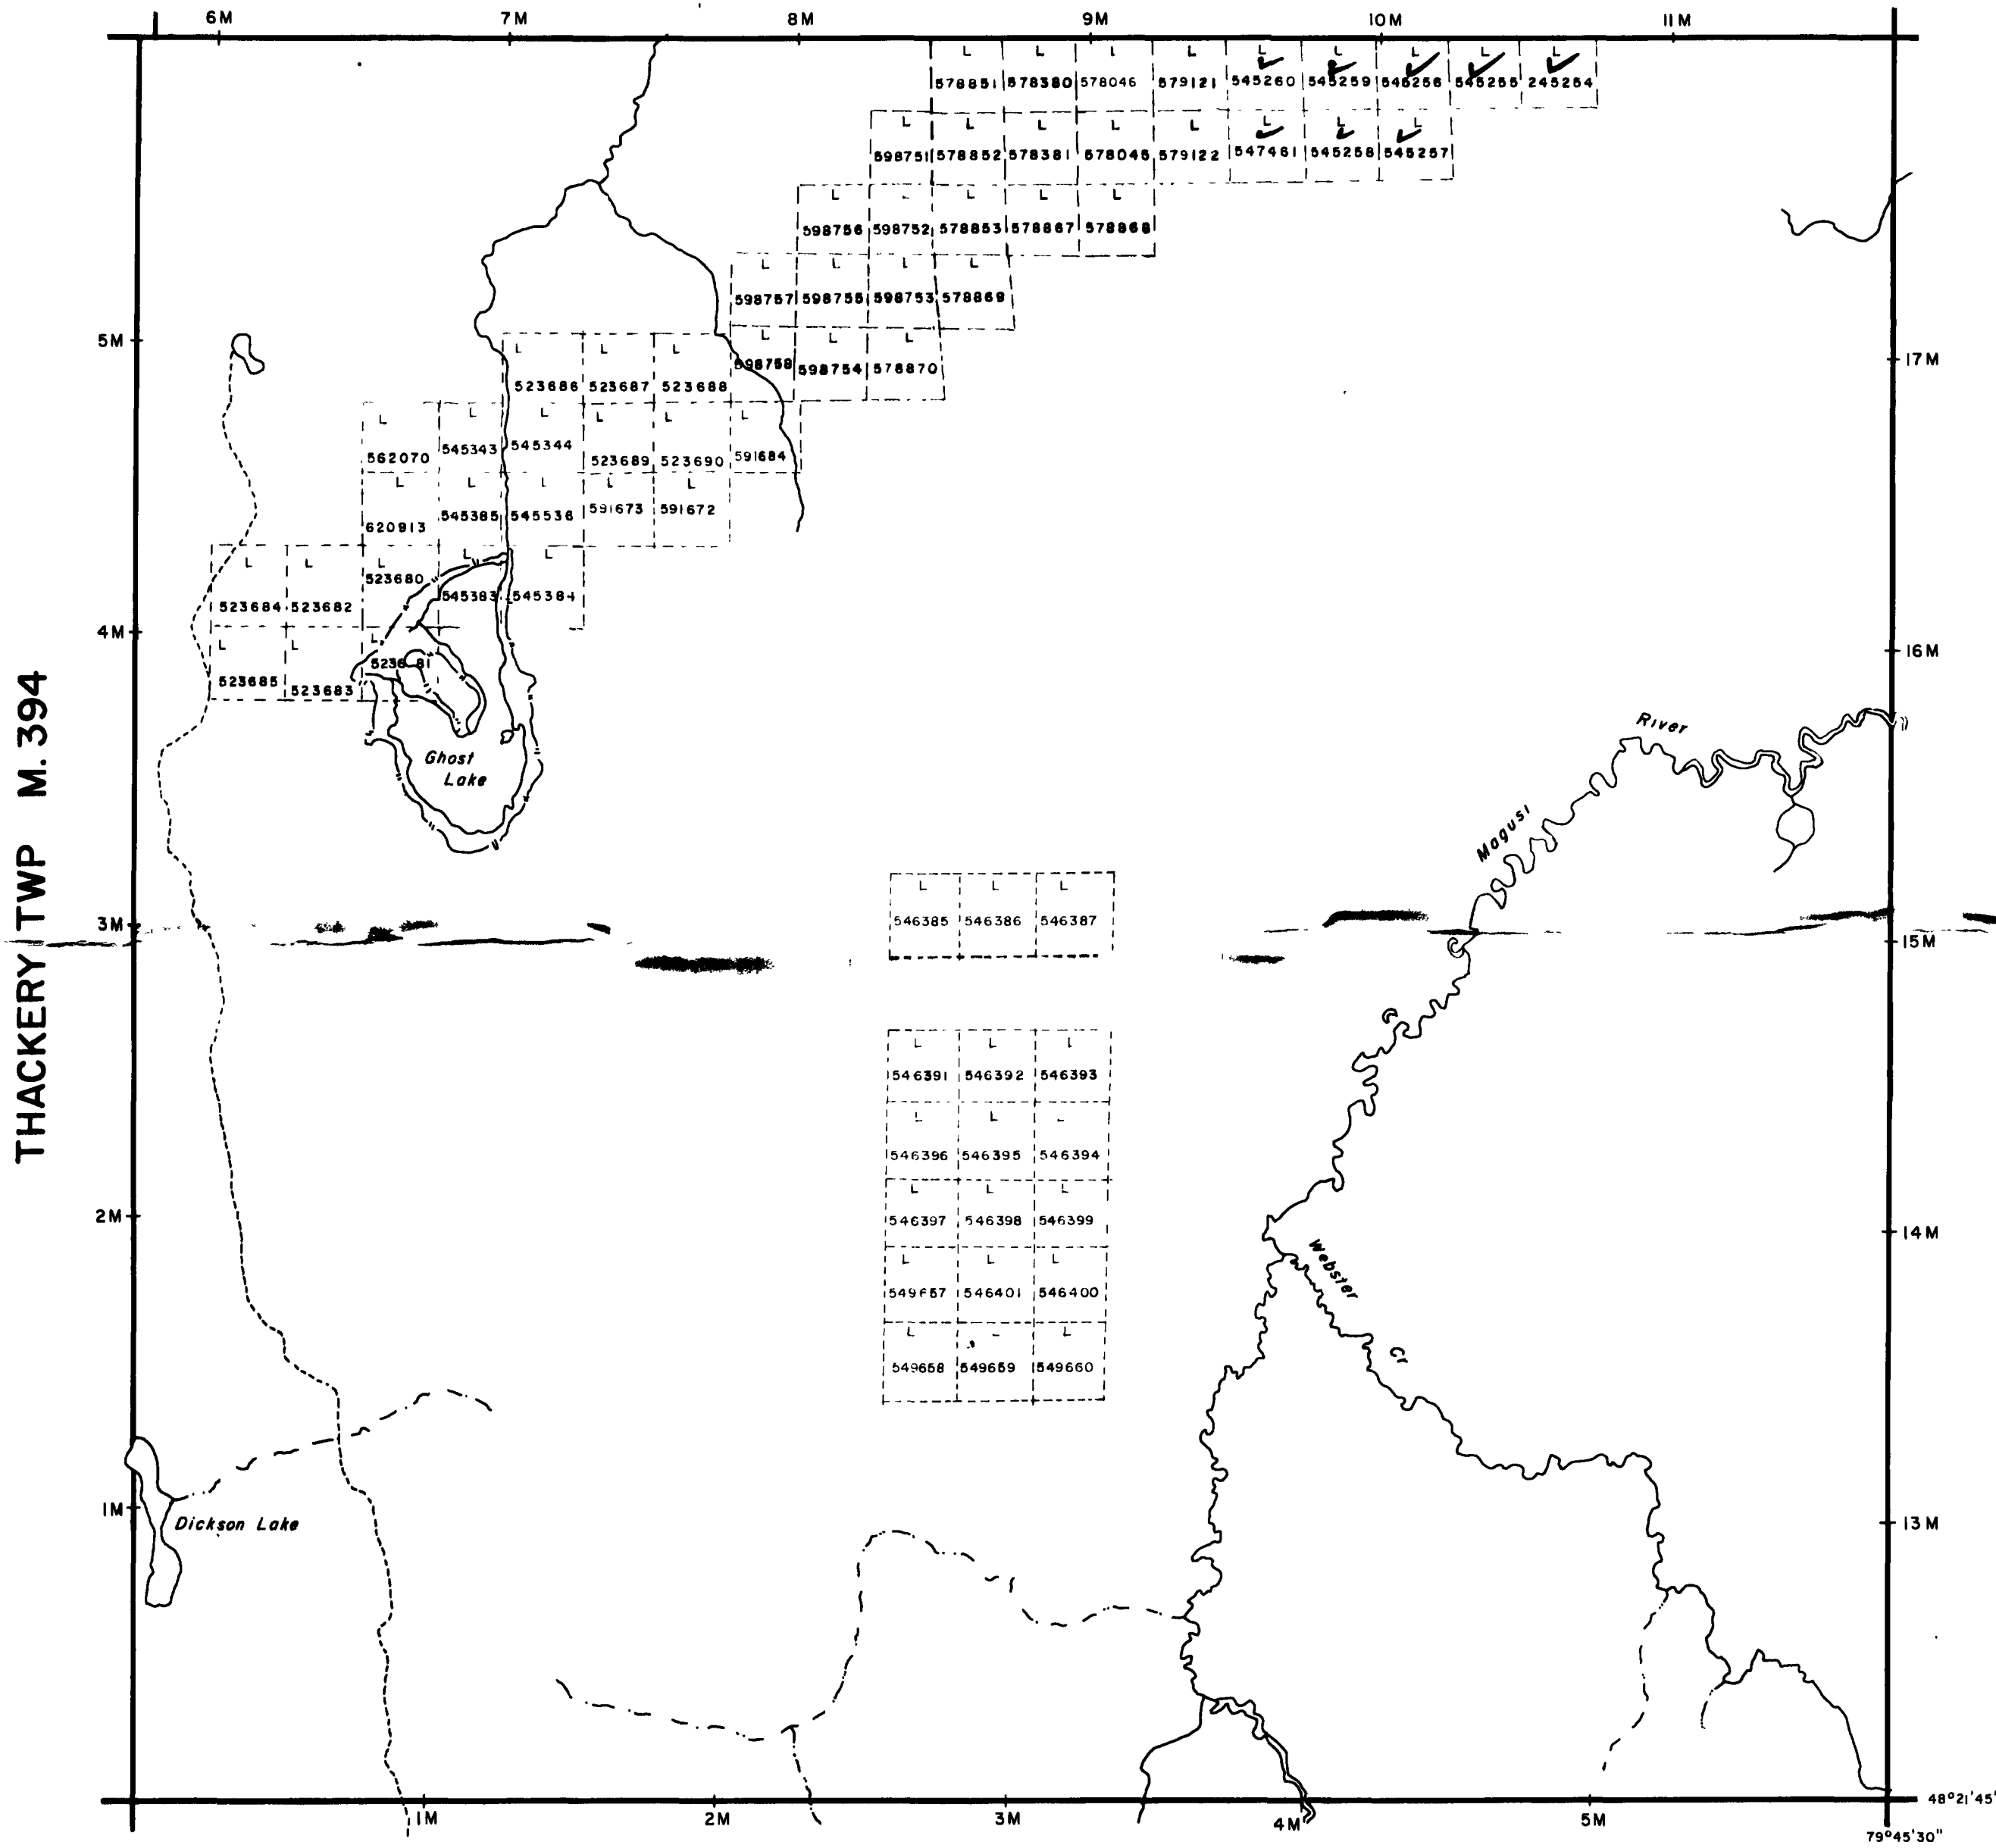 6M 7M 8M 9M 10M 11M
L L L L L L L L L
578851 578380 578046 579121 545260 545259 545256 545255 245254
L L L L L L L L
598751 578852 578381 578045 579122 547461 545258 545257
L L L L L
598756 598752 578853 578867 578868
L L L L
598757 598755 598753 578869
5M
L L L
598758 598754 578870
17M
L L L
523686 523687 523688
L L L L L L
562070 545343 545344 523689 523690 591684
L L L L L
620913 545385 545536 591673 591672
L L L L L
523684 523682 523680 545383 545384
4M
16M
L L L
523685 523683 523681
THACKERY TWP M. 394
Ghost
Lake
River
Magusi
L L L
546385 546386 546387
3M
15M
L L L
546391 546392 546393
L L L
546396 546395 546394
L L L
546397 546398 546399
2M
14M
Webster
Cr
L L L
549657 546401 546400
L L L
549658 549659 549660
1M
13M
Dickson Lake
1M 2M 3M 4M 5M
48°21'45"
79°45'30"